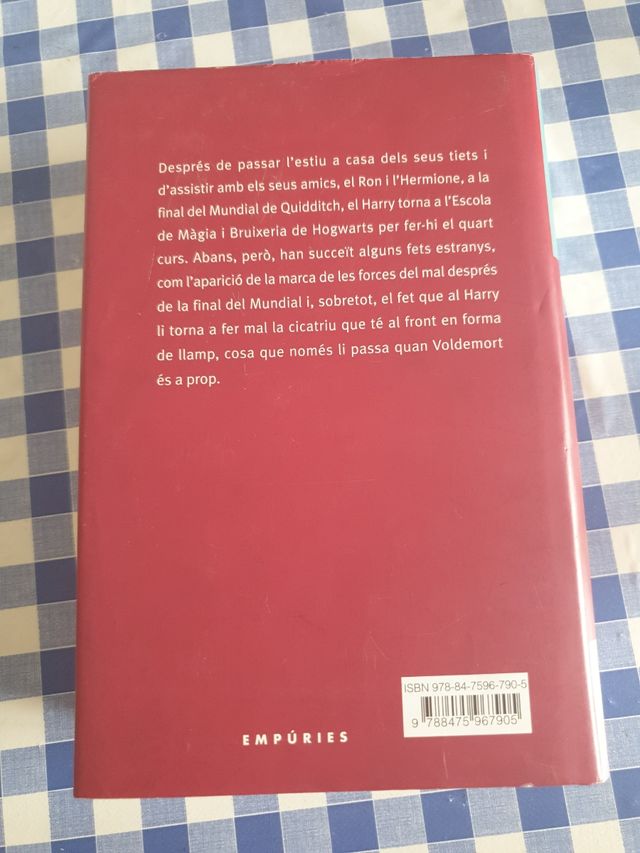 Després de passar l'estiu a casa dels seus tiets i
d'assistir amb els seus amics, el Ron i l'Hermione, a la
final del Mundial de Quidditch, el Harry torna a l'Escola
de Màgia i Bruixeria de Hogwarts per fer-hi el quart
curs. Abans, però, han succeït alguns fets estranys,
com l'aparició de la marca de les forces del mal després
de la final del Mundial i, sobretot, el fet que al Harry
li torna a fer mal la cicatriu que té al front en forma
de llamp, cosa que només li passa quan Voldemort
és a prop.
ISBN 978-84-7596-790-5
9 788475 967905
EMPÚRIES